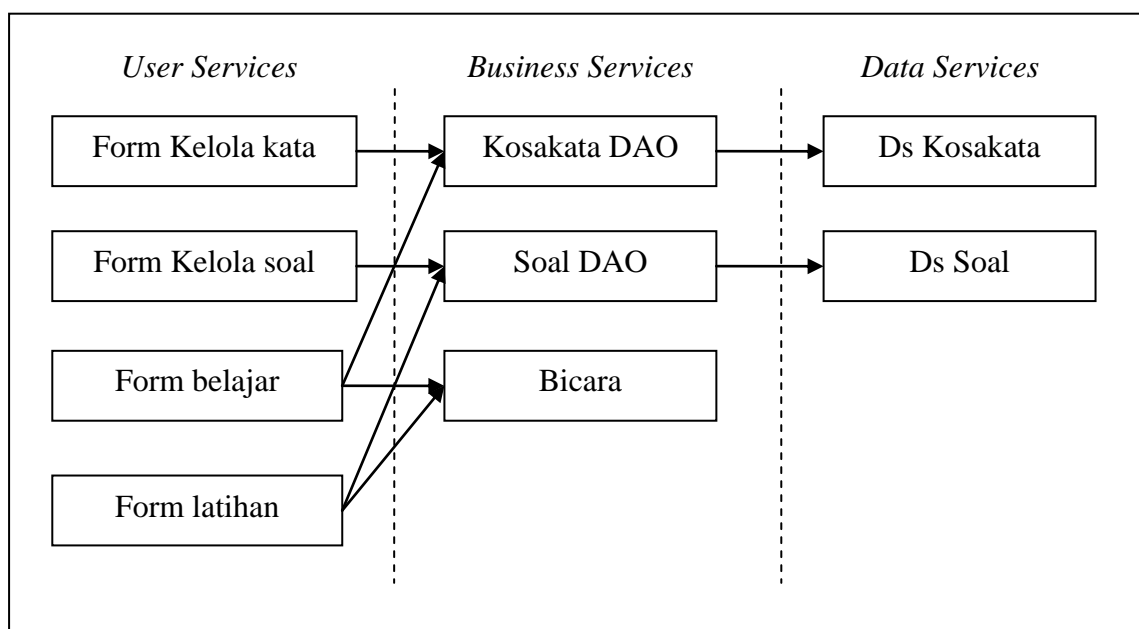 User Services
Business Services
Data Services
Form Kelola kata
Kosakata DAO
Ds Kosakata
Form Kelola soal
Soal DAO
Ds Soal
Form belajar
Bicara
Form latihan